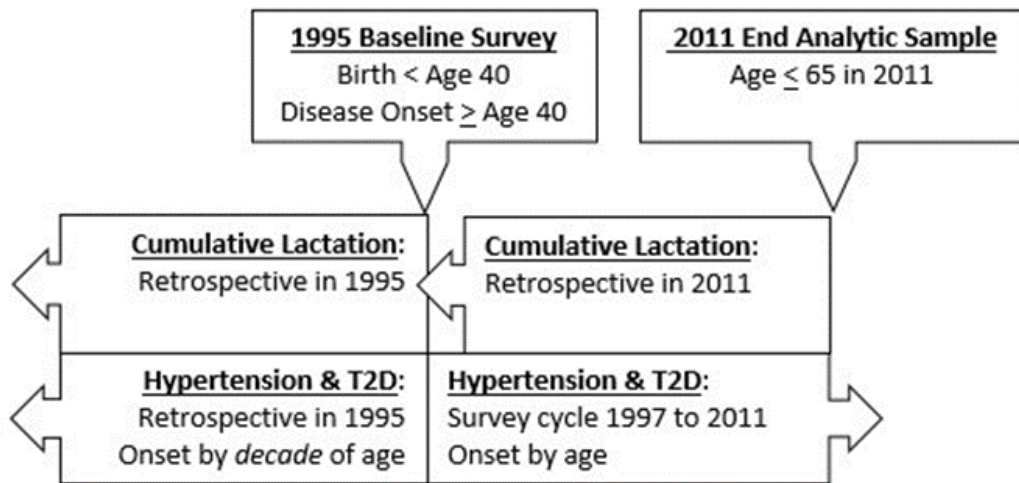 1995 Baseline Survey
Birth < Age 40
Disease Onset ≥ Age 40
2011 End Analytic Sample
Age ≤ 65 in 2011
Cumulative Lactation:
Retrospective in 1995
Cumulative Lactation:
Retrospective in 2011
Hypertension & T2D:
Retrospective in 1995
Onset by decade of age
Hypertension & T2D:
Survey cycle 1997 to 2011
Onset by age